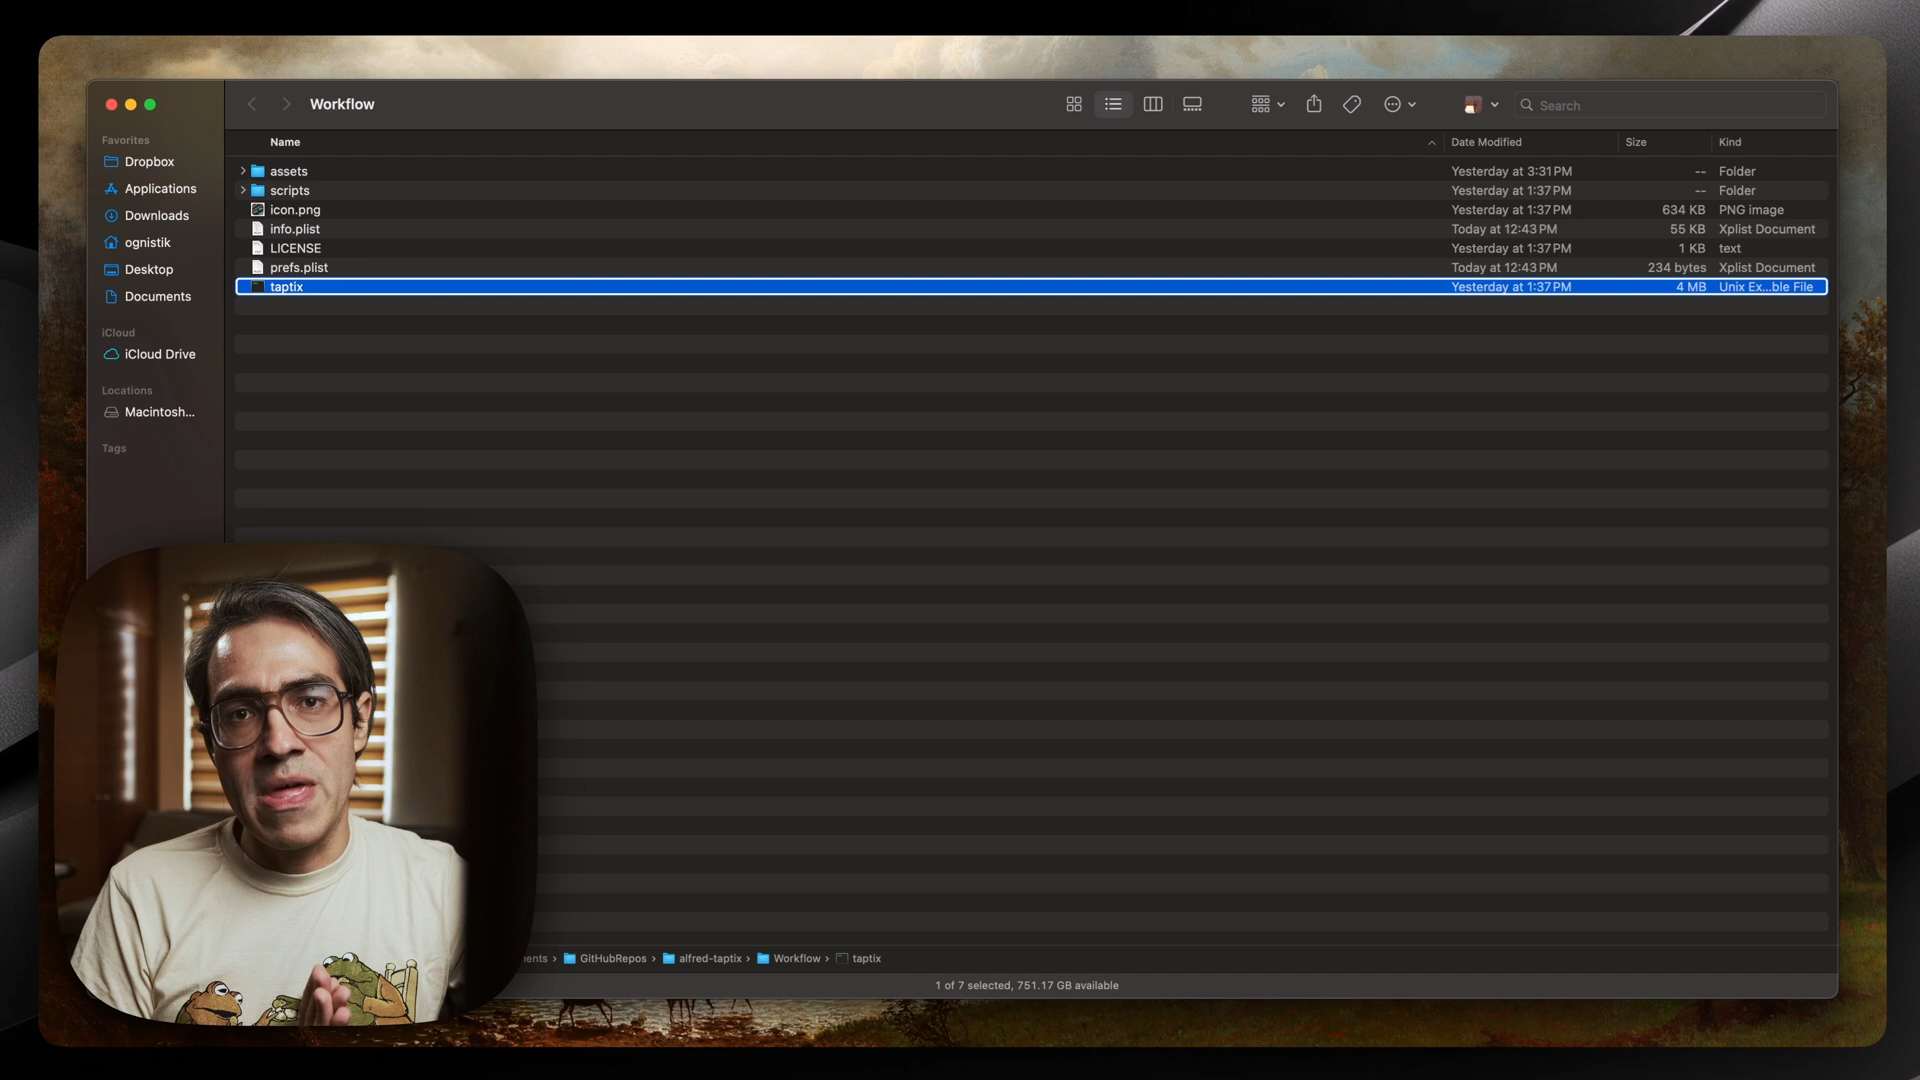 Workflow
Search
Favorites
Dropbox
Applications
Downloads
ognistik
Desktop
Documents
iCloud
iCloud Drive
Locations
Macintosh...
Tags
Name Date Modified Size Kind
assets Yesterday at 3:31 PM -- Folder
scripts Yesterday at 1:37 PM -- Folder
icon.png Yesterday at 1:37 PM 634 KB PNG image
info.plist Today at 12:43 PM 55 KB Xplist Document
LICENSE Yesterday at 1:37 PM 1 KB text
prefs.plist Today at 12:43 PM 234 bytes Xplist Document
taptix Yesterday at 1:37 PM 4 MB Unix Ex...ble File
GitHubRepos › alfred-taptix › Workflow › taptix
1 of 7 selected, 751.17 GB available